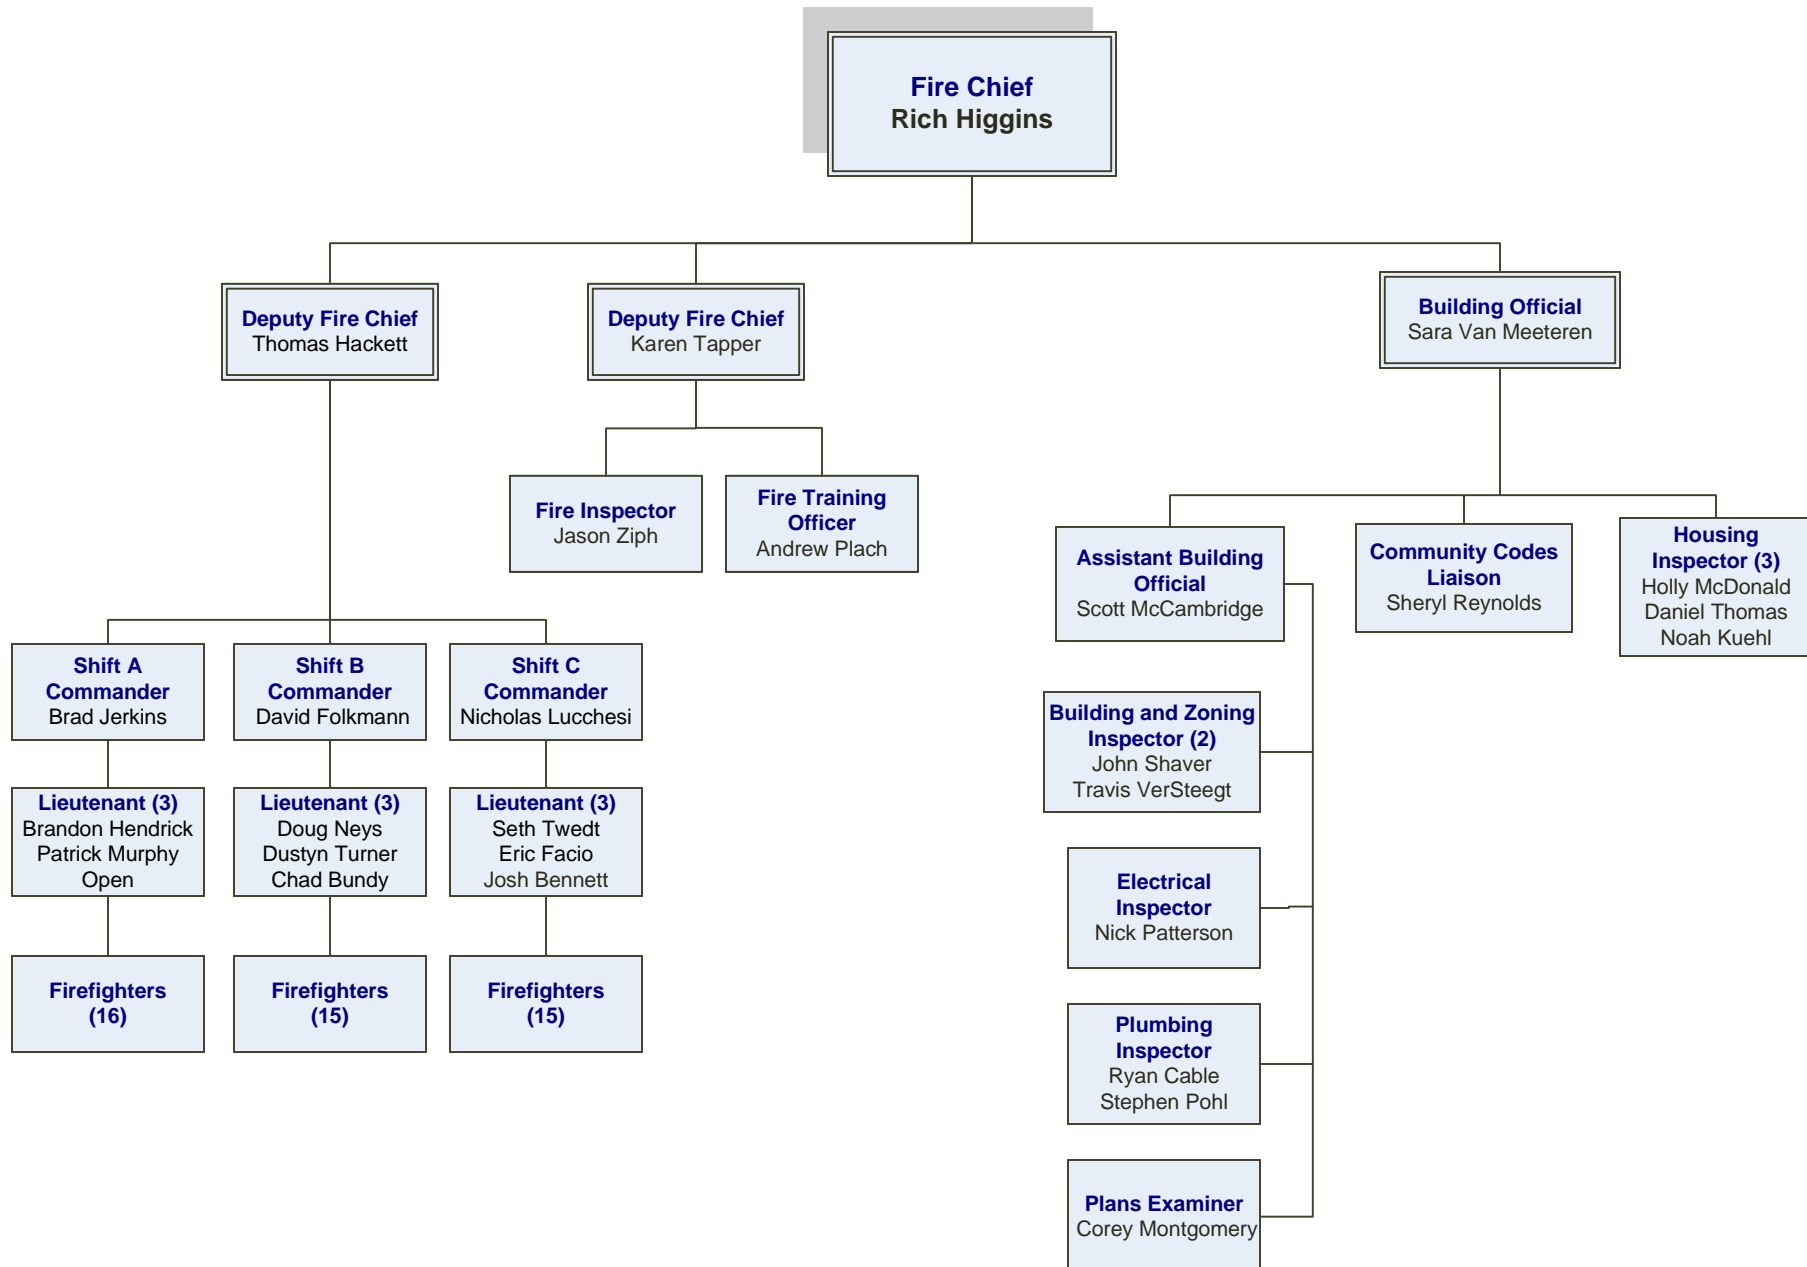 Fire Chief
Rich Higgins
Deputy Fire Chief
Thomas Hackett
Deputy Fire Chief
Karen Tapper
Building Official
Sara Van Meeteren
Fire Inspector
Jason Ziph
Fire Training
Officer
Andrew Plach
Assistant Building
Official
Scott McCambridge
Community Codes
Liaison
Sheryl Reynolds
Housing
Inspector (3)
Holly McDonald
Daniel Thomas
Noah Kuehl
Shift A
Commander
Brad Jerkins
Shift B
Commander
David Folkmann
Shift C
Commander
Nicholas Lucchesi
Building and Zoning
Inspector (2)
John Shaver
Travis VerSteegt
Lieutenant (3)
Brandon Hendrick
Patrick Murphy
Open
Lieutenant (3)
Doug Neys
Dustyn Turner
Chad Bundy
Lieutenant (3)
Seth Twedt
Eric Facio
Josh Bennett
Electrical
Inspector
Nick Patterson
Firefighters
(16)
Firefighters
(15)
Firefighters
(15)
Plumbing
Inspector
Ryan Cable
Stephen Pohl
Plans Examiner
Corey Montgomery